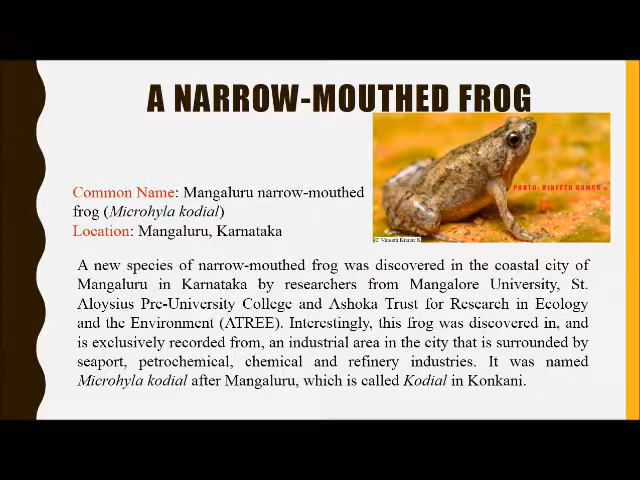 A NARROW-MOUTHED FROG
PHOTO: VINEETH KUMAR
© Vineeth Kumar K
Common Name: Mangaluru narrow-mouthed
frog (Microhyla kodial)
Location: Mangaluru, Karnataka
A new species of narrow-mouthed frog was discovered in the coastal city of
Mangaluru in Karnataka by researchers from Mangalore University, St.
Aloysius Pre-University College and Ashoka Trust for Research in Ecology
and the Environment (ATREE). Interestingly, this frog was discovered in, and
is exclusively recorded from, an industrial area in the city that is surrounded by
seaport, petrochemical, chemical and refinery industries. It was named
Microhyla kodial after Mangaluru, which is called Kodial in Konkani.